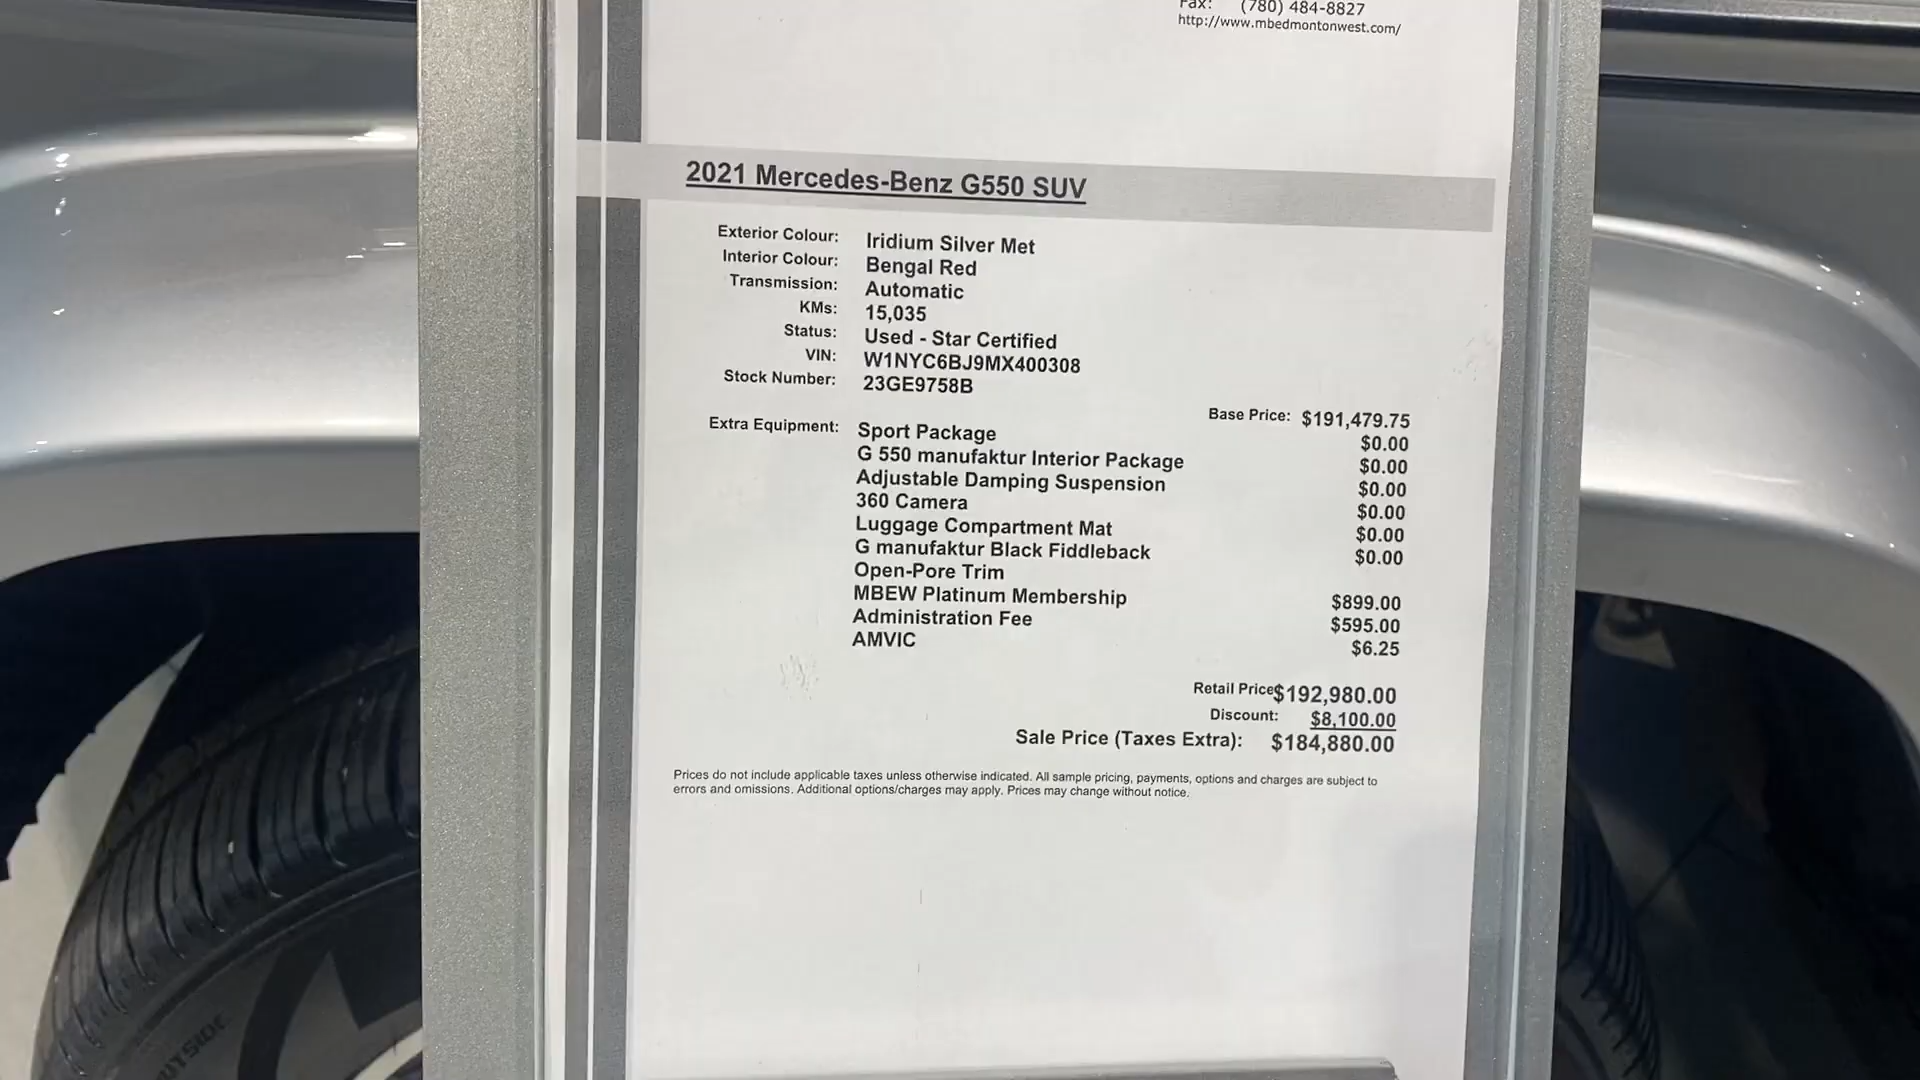 Fax: (780) 484-8827
http://www.mbedmontonwest.com/
2021 Mercedes-Benz G550 SUV
Exterior Colour: Iridium Silver Met
Interior Colour: Bengal Red
Transmission: Automatic
KMs: 15,035
Status: Used - Star Certified
VIN: W1NYC6BJ9MX400308
Stock Number: 23GE9758B
Base Price: $191,479.75
Extra Equipment: Sport Package $0.00
G 550 manufaktur Interior Package $0.00
Adjustable Damping Suspension $0.00
360 Camera $0.00
Luggage Compartment Mat $0.00
G manufaktur Black Fiddleback $0.00
Open-Pore Trim
MBEW Platinum Membership $899.00
Administration Fee $595.00
AMVIC $6.25
Retail Price $192,980.00
Discount: $8,100.00
Sale Price (Taxes Extra): $184,880.00
Prices do not include applicable taxes unless otherwise indicated. All sample pricing, payments, options and charges are subject to
errors and omissions. Additional options/charges may apply. Prices may change without notice.
OUTSIDE